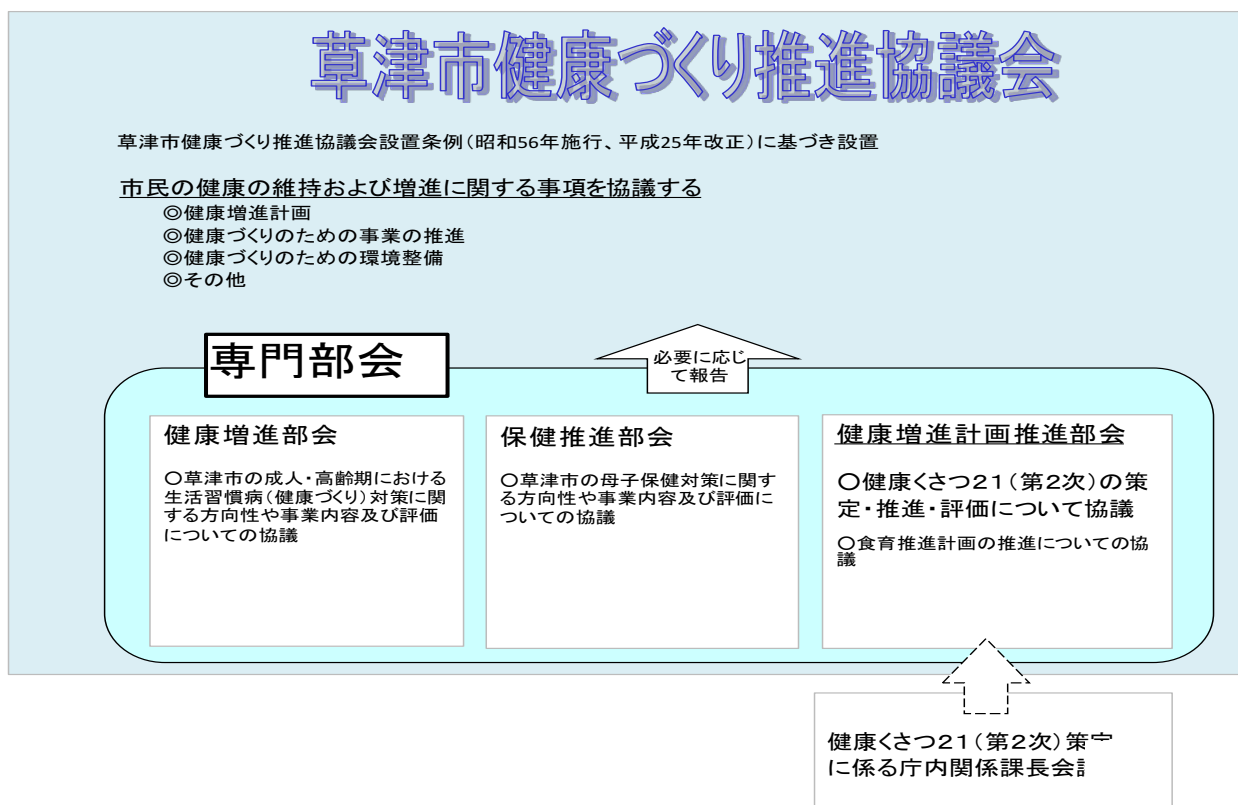 草津市健康づくり推進協議会
草津市健康づくり推進協議会設置条例(昭和56年施行、平成25年改正)に基づき設置
市民の健康の維持および増進に関する事項を協議する
◎健康増進計画
◎健康づくりのための事業の推進
◎健康づくりのための環境整備
◎その他
専門部会
必要に応じ
て報告
健康増進部会
○草津市の成人・高齢期における
生活習慣病(健康づくり)対策に関
する方向性や事業内容及び評価
についての協議
保健推進部会
○草津市の母子保健対策に関す
る方向性や事業内容及び評価に
ついての協議
健康増進計画推進部会
○健康くさつ21(第2次)の策
定・推進・評価について協議
○食育推進計画の推進についての協
議
健康くさつ21(第2次)策
に係る庁内関係課長会